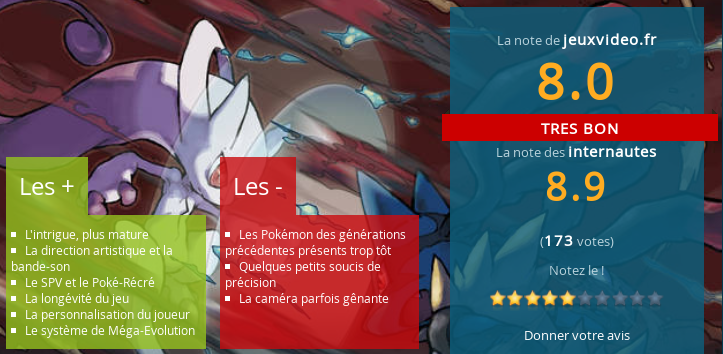 Les +
L'intrigue, plus mature
La direction artistique et la
bande-son
Le SPV et le Poké-Récré
La longévité du jeu
La personnalisation du joueur
Le système de Méga-Evolution
Les -
Les Pokémon des générations
précédentes présents trop tôt
Quelques petits soucis de
précision
La caméra parfois gênante
La note de jeuxvideo.fr
8.0
TRES BON
La note des internautes
8.9
(173 votes)
Notez le !
Donner votre avis